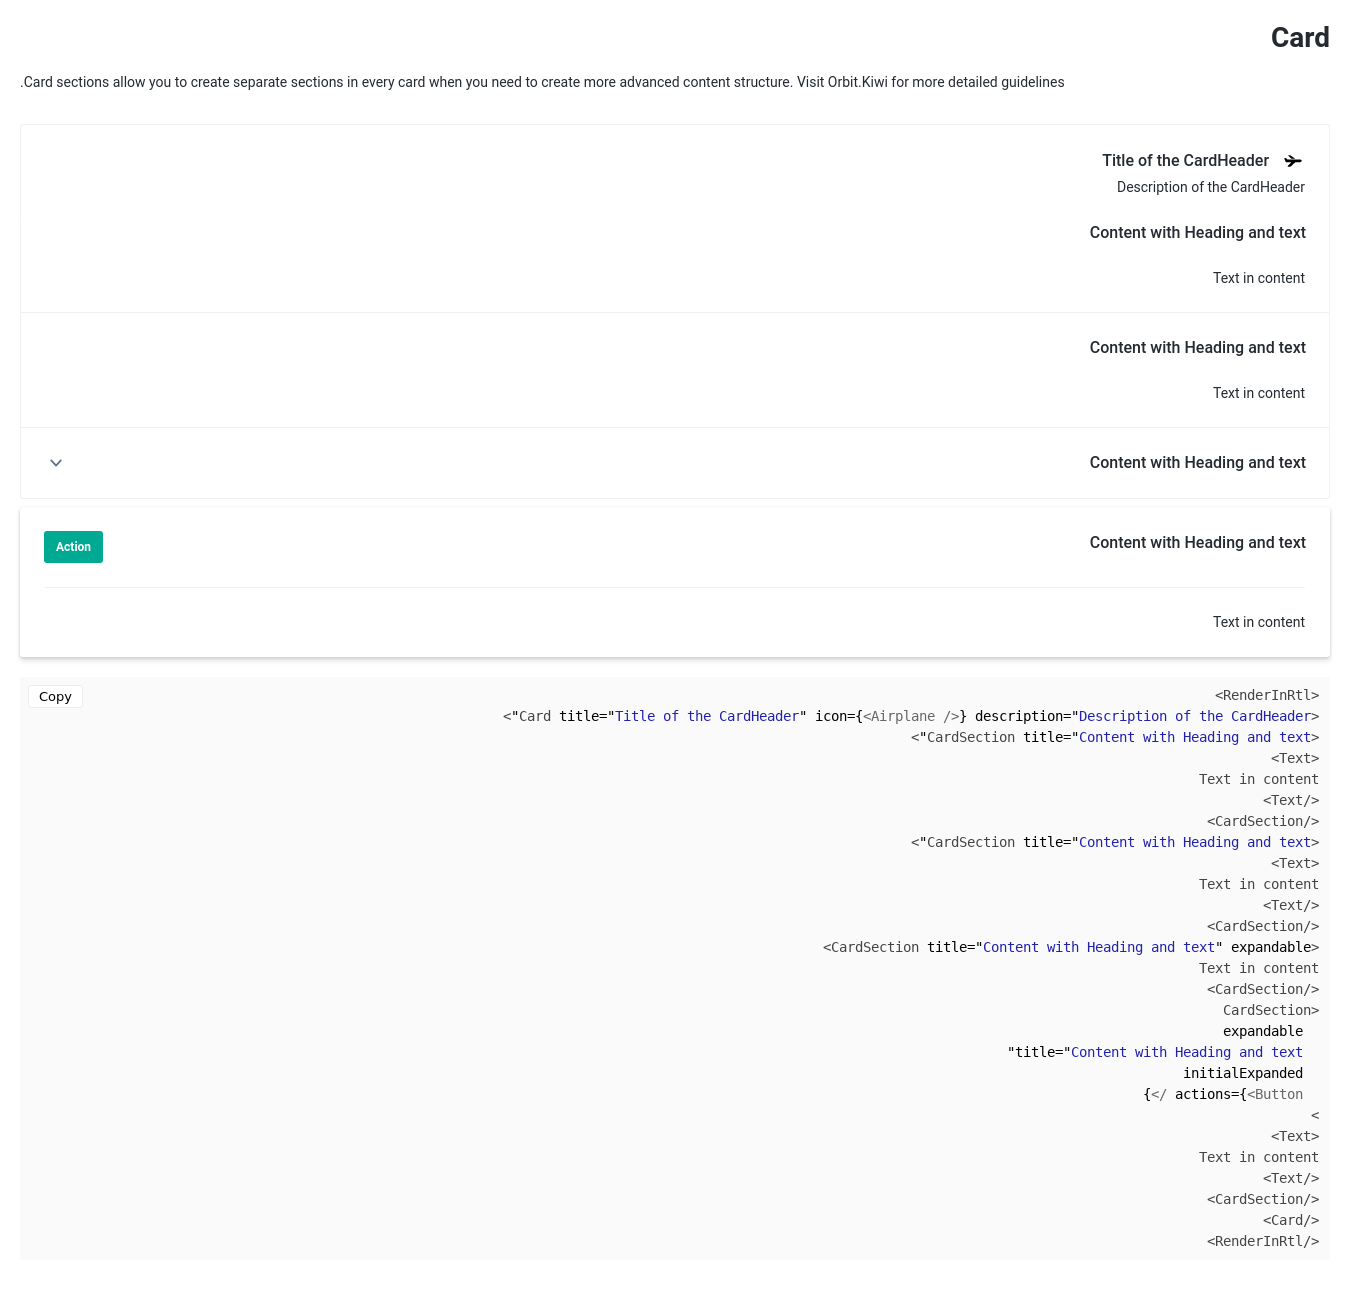 Card
.Card sections allow you to create separate sections in every card when you need to create more advanced content structure. Visit Orbit.Kiwi for more detailed guidelines
Title of the CardHeader
Description of the CardHeader
Content with Heading and text
Text in content
Content with Heading and text
Text in content
Content with Heading and text
Content with Heading and text
Action
Text in content
Copy
<RenderInRtl>
<"Card title="Title of the CardHeader" icon={<Airplane />} description="Description of the CardHeader>
<"CardSection title="Content with Heading and text>
<Text>
Text in content
<Text/>
<CardSection/>
<"CardSection title="Content with Heading and text>
<Text>
Text in content
<Text/>
<CardSection/>
<CardSection title="Content with Heading and text" expandable>
Text in content
<CardSection/>
CardSection>
expandable
"title="Content with Heading and text
initialExpanded
{</ actions={<Button
<
<Text>
Text in content
<Text/>
<CardSection/>
<Card/>
<RenderInRtl/>